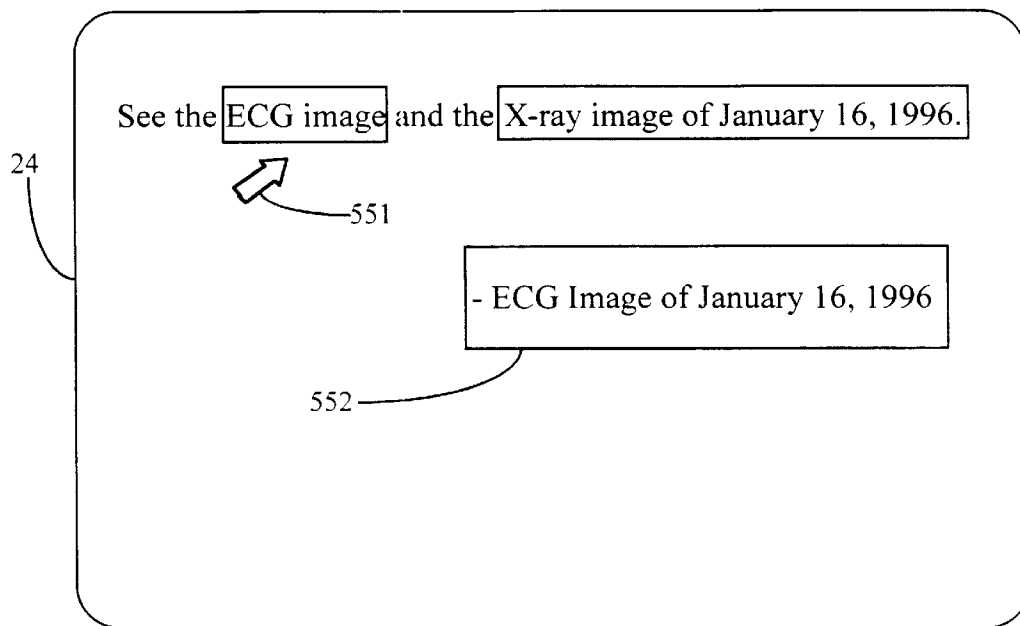 See the ECG image and the X-ray image of January 16, 1996.
24
551
- ECG Image of January 16, 1996
552